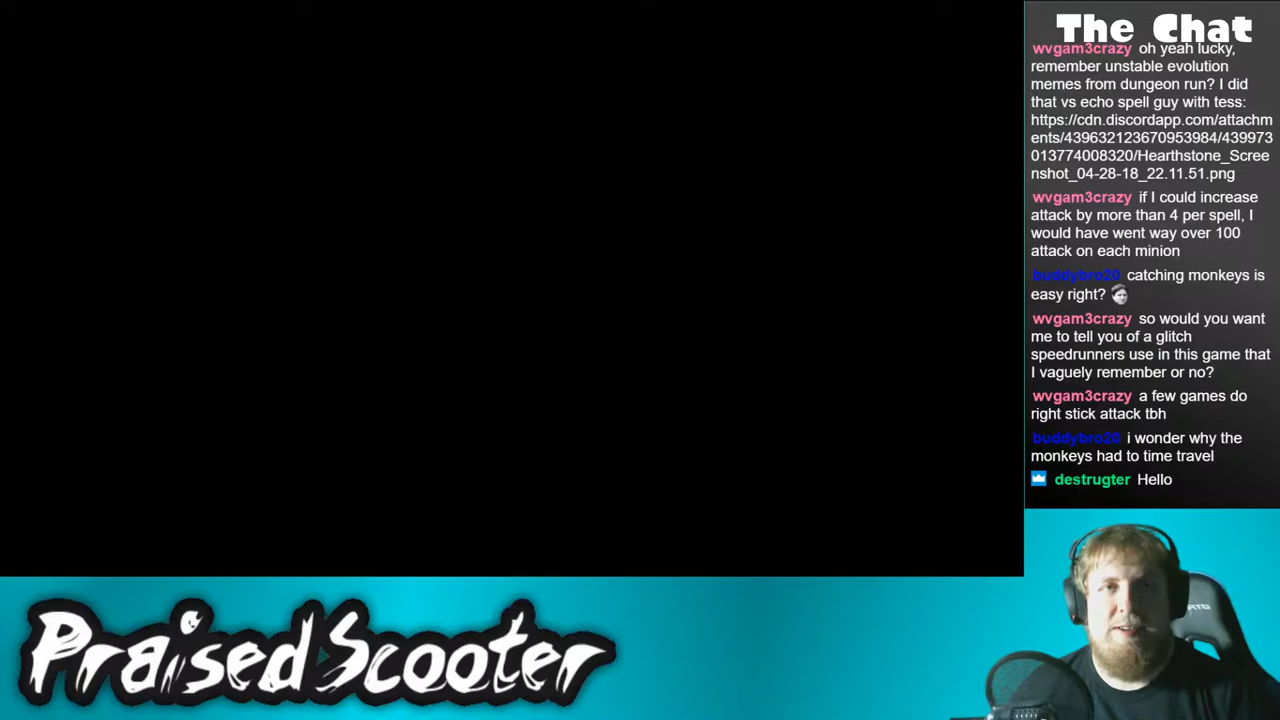 The Chat
wvgam3crazy oh yeah lucky,
remember unstable evolution
memes from dungeon run? I did
that vs echo spell guy with tess:
https://cdn.discordapp.com/attachm
ents/439632123670953984/439973
013774008320/Hearthstone_Scree
nshot_04-28-18_22.11.51.png
wvgam3crazy if I could increase
attack by more than 4 per spell, I
would have went way over 100
attack on each minion
buddybro20 catching monkeys is
easy right?
wvgam3crazy so would you want
me to tell you of a glitch
speedrunners use in this game that
I vaguely remember or no?
wvgam3crazy a few games do
right stick attack tbh
buddybro20 i wonder why the
monkeys had to time travel
destrugter Hello
PraisedScooter